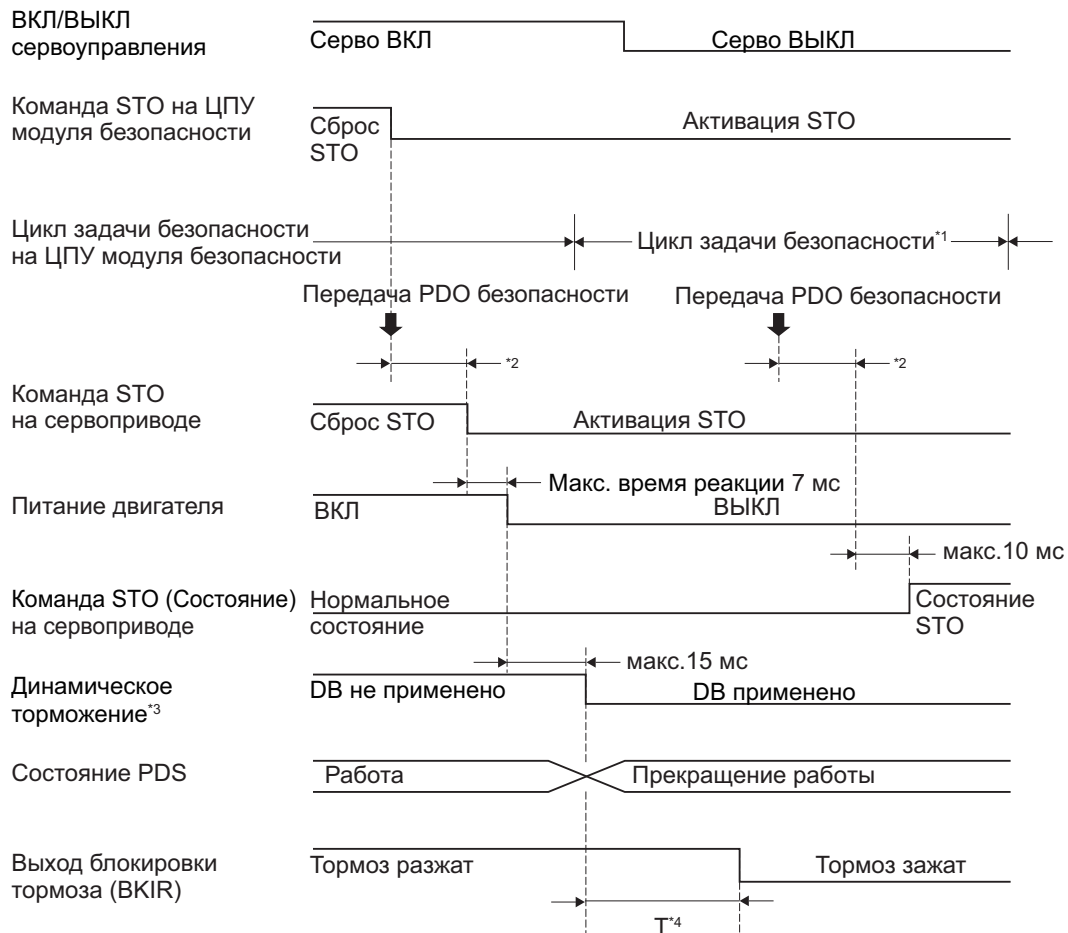 ВКЛ/ВЫКЛ
сервоуправления
Серво ВКЛ
Серво ВЫКЛ
Команда STO на ЦПУ
модуля безопасности
Сброс
STO
Активация STO
Цикл задачи безопасности
на ЦПУ модуля безопасности
Цикл задачи безопасности*1
Передача PDO безопасности
Передача PDO безопасности
*2
*2
Команда STO
на сервоприводе
Сброс STO
Активация STO
Макс. время реакции 7 мс
Питание двигателя
ВКЛ
ВЫКЛ
макс.10 мс
Команда STO (Состояние)
на сервоприводе
Нормальное
состояние
Состояние
STO
макс.15 мс
Динамическое
торможение*3
DB не применено
DB применено
Состояние PDS
Работа
Прекращение работы
Выход блокировки
тормоза (BKIR)
Тормоз разжат
Тормоз зажат
T*4